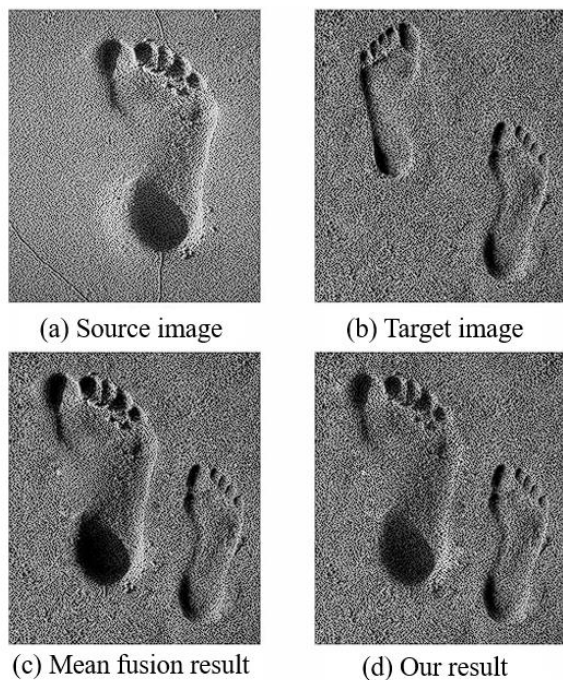 (a) Source image
(b) Target image
(c) Mean fusion result
(d) Our result